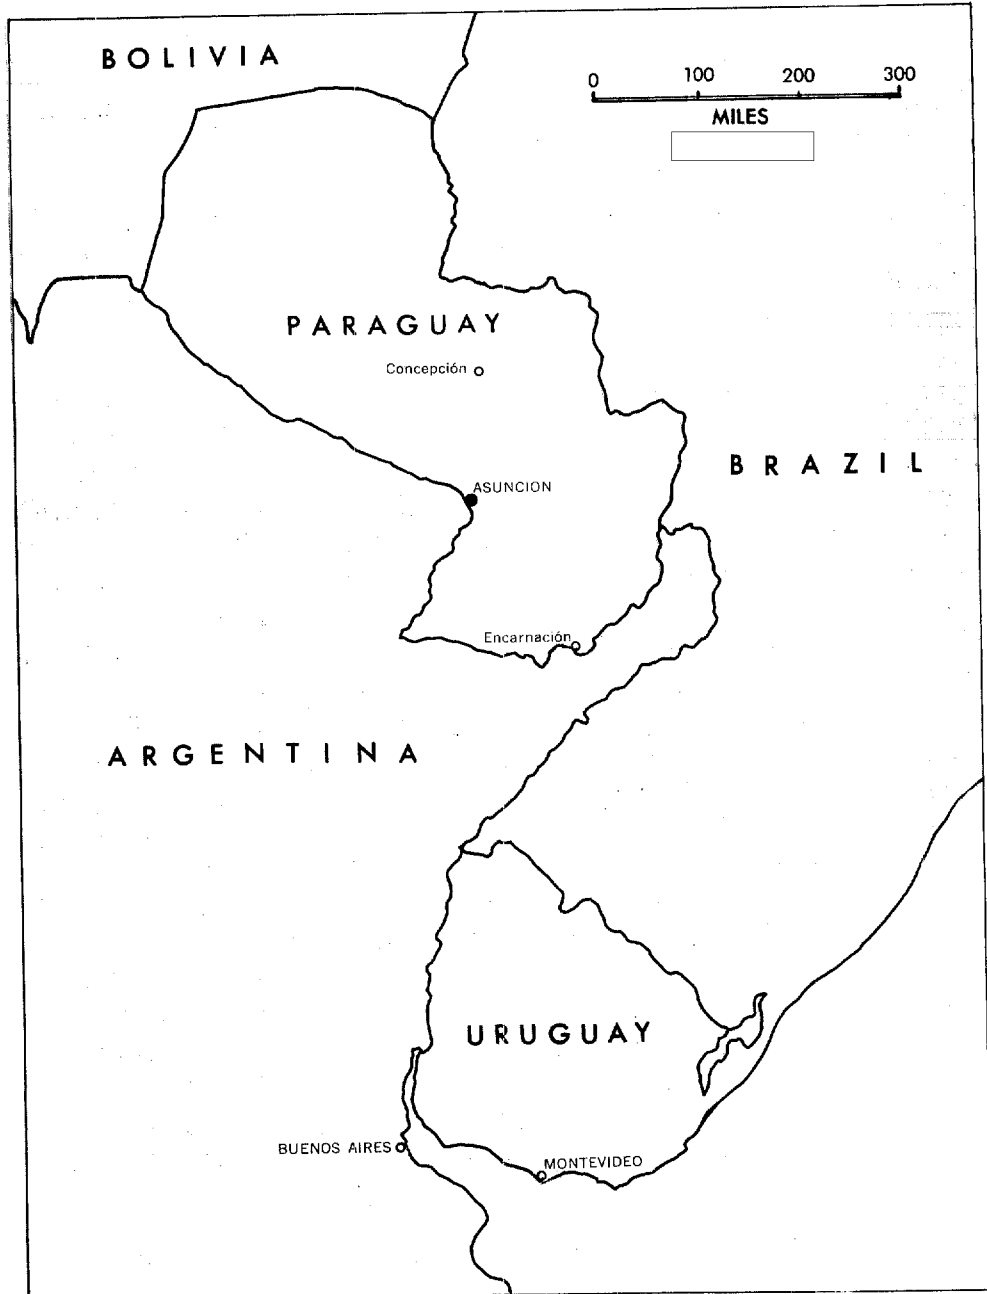 BOLIVIA
0 100 200 300
MILES
PARAGUAY
Concepción
BRAZIL
ASUNCION
Encarnación
ARGENTINA
URUGUAY
BUENOS AIRES
MONTEVIDEO